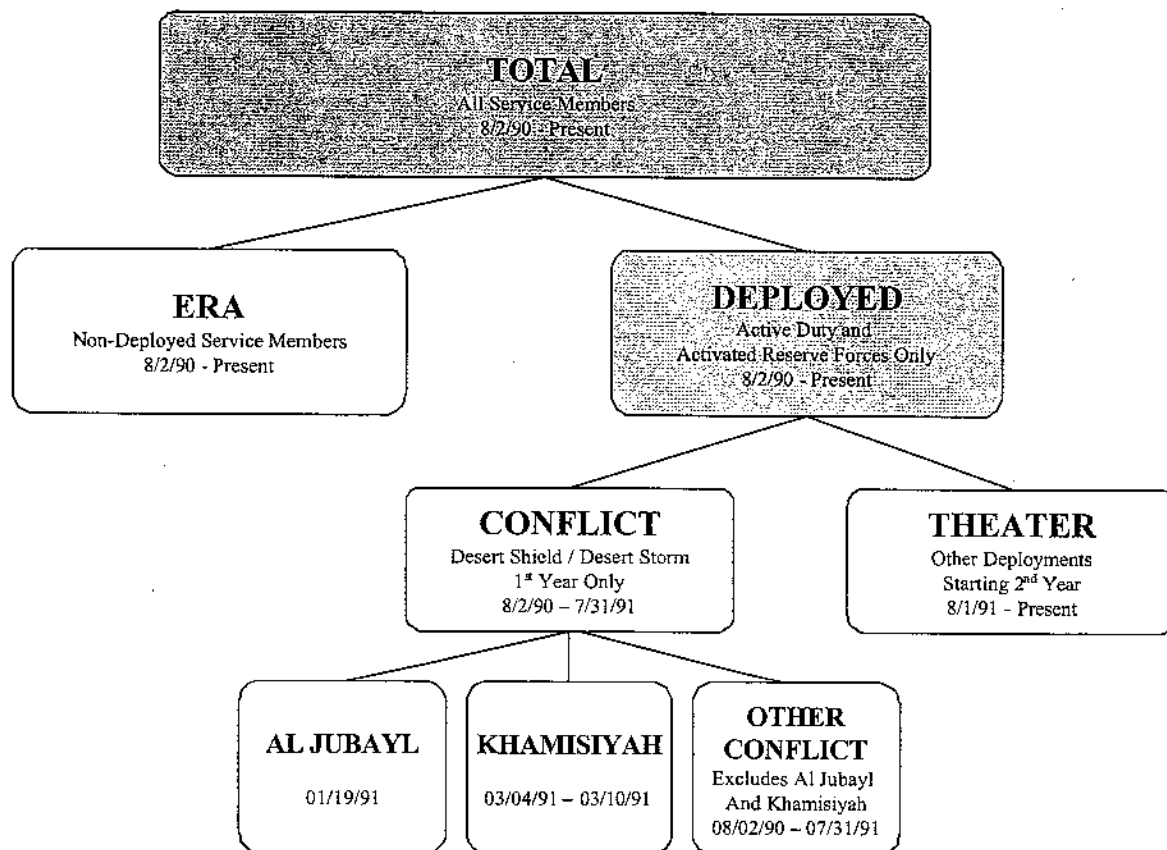 TOTAL
All Service Members
8/2/90 - Present
ERA
Non-Deployed Service Members
8/2/90 - Present
DEPLOYED
Active Duty and
Activated Reserve Forces Only
8/2/90 - Present
CONFLICT
Desert Shield / Desert Storm
1st Year Only
8/2/90 – 7/31/91
THEATER
Other Deployments
Starting 2nd Year
8/1/91 - Present
AL JUBAYL
01/19/91
KHAMISIYAH
03/04/91 – 03/10/91
OTHER
CONFLICT
Excludes Al Jubayl
And Khamisiyah
08/02/90 – 07/31/91